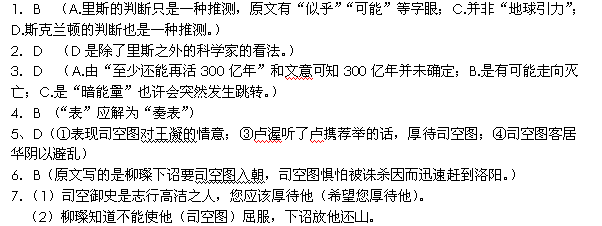 1．B （A.里斯的判断只是一种推测，原文有“似乎”“可能”等字眼；C.并非“地球引力”；
D.斯克兰顿的判断也是一种推测。）
2．D （D是除了里斯之外的科学家的看法。）
3．D （A.由“至少还能再活300亿年”和文意可知300亿年并未确定；B.是有可能走向灭
亡；C.是“暗能量”也许会突然发生跳转。）
4．B（“表”应解为“奏表”）
5、D（①表现司空图对王凝的情意；③卢渥听了卢携荐举的话，厚待司空图；④司空图客居
华阴以避乱）
6．B（原文写的是柳璨下诏要司空图入朝，司空图惧怕被诛杀因而迅速赶到洛阳。）
7．（1）司空御史是志行高洁之人，您应该厚待他（希望您厚待他）。
（2）柳璨知道不能使他（司空图）屈服，下诏放他还山。